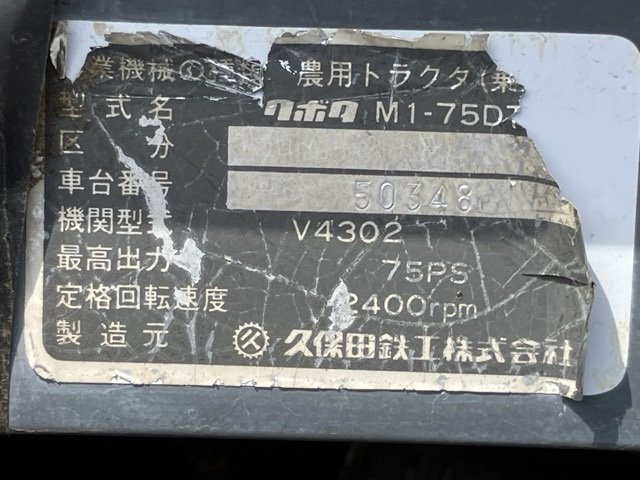 業機械の種類 農用トラクタ(乗
型式名 クボタ M1-75D
区分
車台番号 50348
機関型式 V4302
最高出力 75PS
定格回転速度 2400rpm
製造元 久保田鉄工株式会社